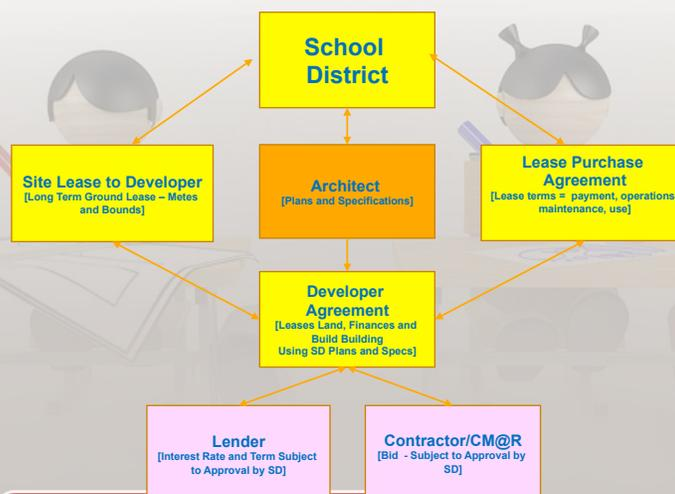 School
District
Site Lease to Developer
[Long Term Ground Lease – Metes
and Bounds]
Architect
[Plans and Specifications]
Lease Purchase
Agreement
[Lease terms = payment, operations
maintenance, use]
Developer
Agreement
[Leases Land, Finances and
Build Building
Using SD Plans and Specs]
Lender
[Interest Rate and Term Subject
to Approval by SD]
Contractor/CM@R
[Bid - Subject to Approval by
SD]